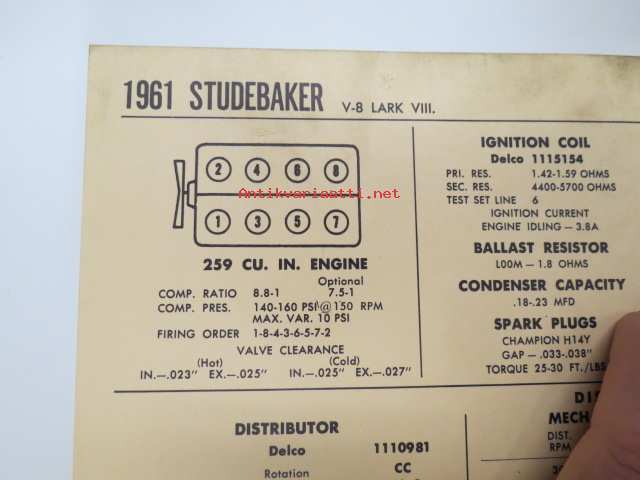 1961 STUDEBAKER V-8 LARK VIII.
2 4 6 8
Antikvariaatti.net
1 3 5 7
259 CU. IN. ENGINE
Optional
COMP. RATIO 8.8-1 7.5-1
COMP. PRES. 140-160 PSI @ 150 RPM
MAX. VAR. 10 PSI
FIRING ORDER 1-8-4-3-6-5-7-2
VALVE CLEARANCE
(Hot) (Cold)
IN.—.023" EX.—.025" IN.—.025" EX.—.027"
IGNITION COIL
Delco 1115154
PRI. RES. 1.42-1.59 OHMS
SEC. RES. 4400-5700 OHMS
TEST SET LINE 6
IGNITION CURRENT
ENGINE IDLING — 3.8A
BALLAST RESISTOR
LOOM — 1.8 OHMS
CONDENSER CAPACITY
.18-.23 MFD
SPARK PLUGS
CHAMPION H14Y
GAP — .033-.038"
TORQUE 25-30 FT./LBS
DISTRIBUTOR
Delco 1110981
Rotation CC
DIS
MECH
DIST.
RPM